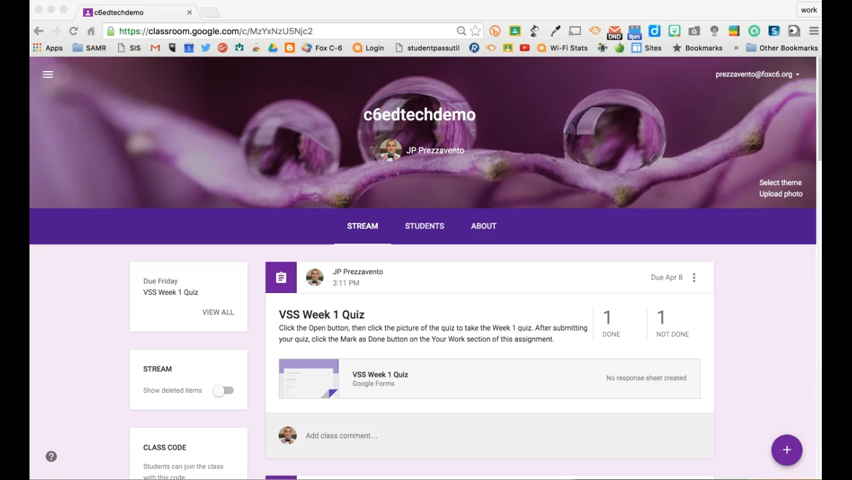 c6edtechdemo
work
https://classroom.google.com/c/MzYxNzU5Njc2
Apps SAMR SIS Fox C-6 Login studentpassutil Wi-Fi Stats Sites Bookmarks » Other Bookmarks
DND 8pm
prezzavento@foxc6.org
c6edtechdemo
JP Prezzavento
Select theme
Upload photo
STREAM STUDENTS ABOUT
Due Friday
VSS Week 1 Quiz
VIEW ALL
STREAM
Show deleted items
CLASS CODE
Students can join the class
with this code:
JP Prezzavento
3:11 PM
Due Apr 8
VSS Week 1 Quiz
Click the Open button, then click the picture of the quiz to take the Week 1 quiz. After submitting
your quiz, click the Mark as Done button on the Your Work section of this assignment.
1
DONE
1
NOT DONE
VSS Week 1 Quiz
Google Forms
No response sheet created
Add class comment...
?
+